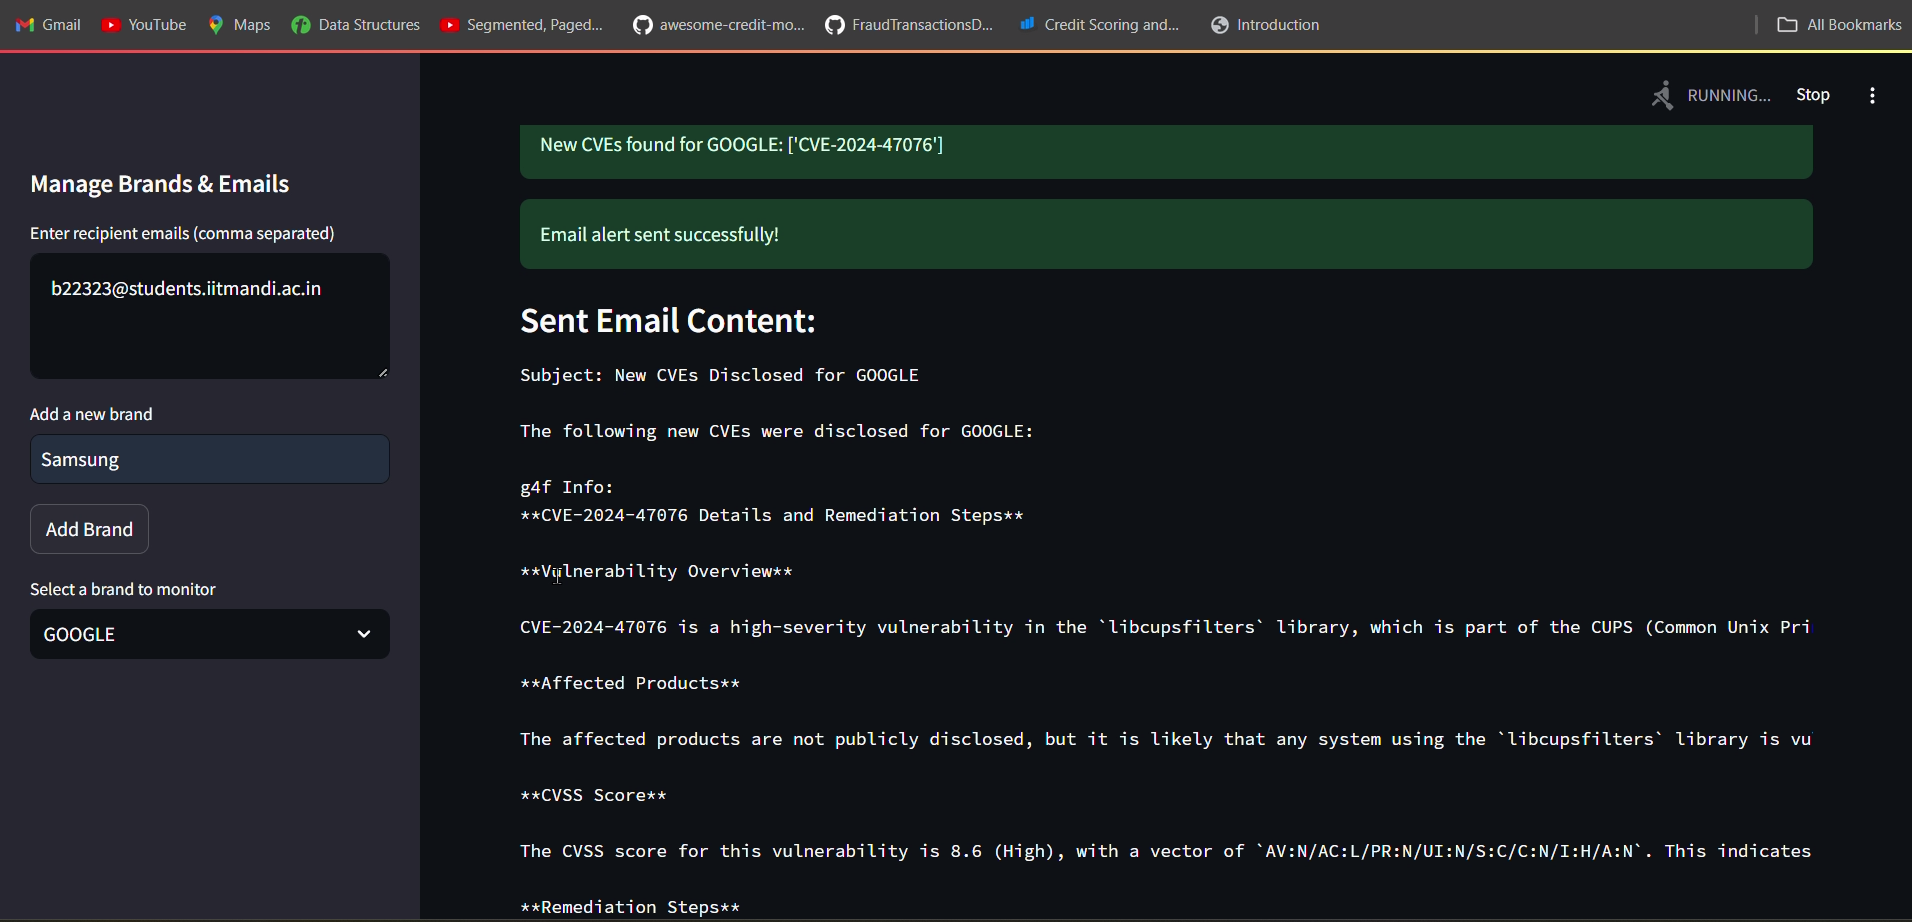 Gmail YouTube Maps Data Structures Segmented, Paged... awesome-credit-mo... FraudTransactionsD... Credit Scoring and... Introduction All Bookmarks
RUNNING... Stop
Manage Brands & Emails
Enter recipient emails (comma separated)
b22323@students.iitmandi.ac.in
Add a new brand
Samsung
Add Brand
Select a brand to monitor
GOOGLE
New CVEs found for GOOGLE: ['CVE-2024-47076']
Email alert sent successfully!
Sent Email Content:
Subject: New CVEs Disclosed for GOOGLE
The following new CVEs were disclosed for GOOGLE:
g4f Info:
**CVE-2024-47076 Details and Remediation Steps**
**Vulnerability Overview**
CVE-2024-47076 is a high-severity vulnerability in the `libcupsfilters` library, which is part of the CUPS (Common Unix Pri
**Affected Products**
The affected products are not publicly disclosed, but it is likely that any system using the `libcupsfilters` library is vu
**CVSS Score**
The CVSS score for this vulnerability is 8.6 (High), with a vector of `AV:N/AC:L/PR:N/UI:N/S:C/C:N/I:H/A:N`. This indicates
**Remediation Steps**